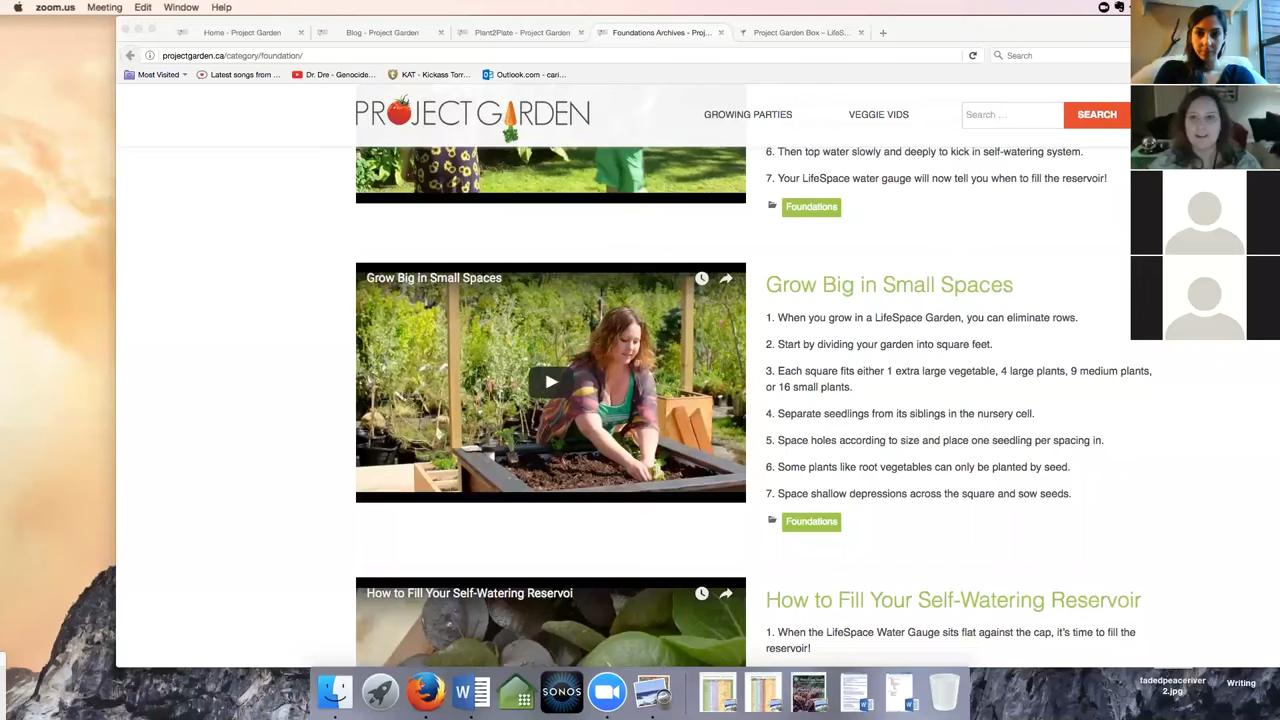 zoom.us Meeting Edit Window Help
Home - Project Garden
Blog - Project Garden
Plant2Plate - Project Garden
Foundations Archives - Proj...
Project Garden Box – LifeS...
projectgarden.ca/category/foundation/
Search
Most Visited
Latest songs from ...
Dr. Dre - Genocide...
KAT - Kickass Torr...
Outlook.com - cari...
PROJECT GARDEN
GROWING PARTIES
VEGGIE VIDS
Search ...
SEARCH
6. Then top water slowly and deeply to kick in self-watering system.
7. Your LifeSpace water gauge will now tell you when to fill the reservoir!
Foundations
Grow Big in Small Spaces
Grow Big in Small Spaces
1. When you grow in a LifeSpace Garden, you can eliminate rows.
2. Start by dividing your garden into square feet.
3. Each square fits either 1 extra large vegetable, 4 large plants, 9 medium plants,
or 16 small plants.
4. Separate seedlings from its siblings in the nursery cell.
5. Space holes according to size and place one seedling per spacing in.
6. Some plants like root vegetables can only be planted by seed.
7. Space shallow depressions across the square and sow seeds.
Foundations
How to Fill Your Self-Watering Reservoi
How to Fill Your Self-Watering Reservoir
1. When the LifeSpace Water Gauge sits flat against the cap, it's time to fill the
reservoir!
SONOS
fadedpeaceriver
2.jpg
Writing